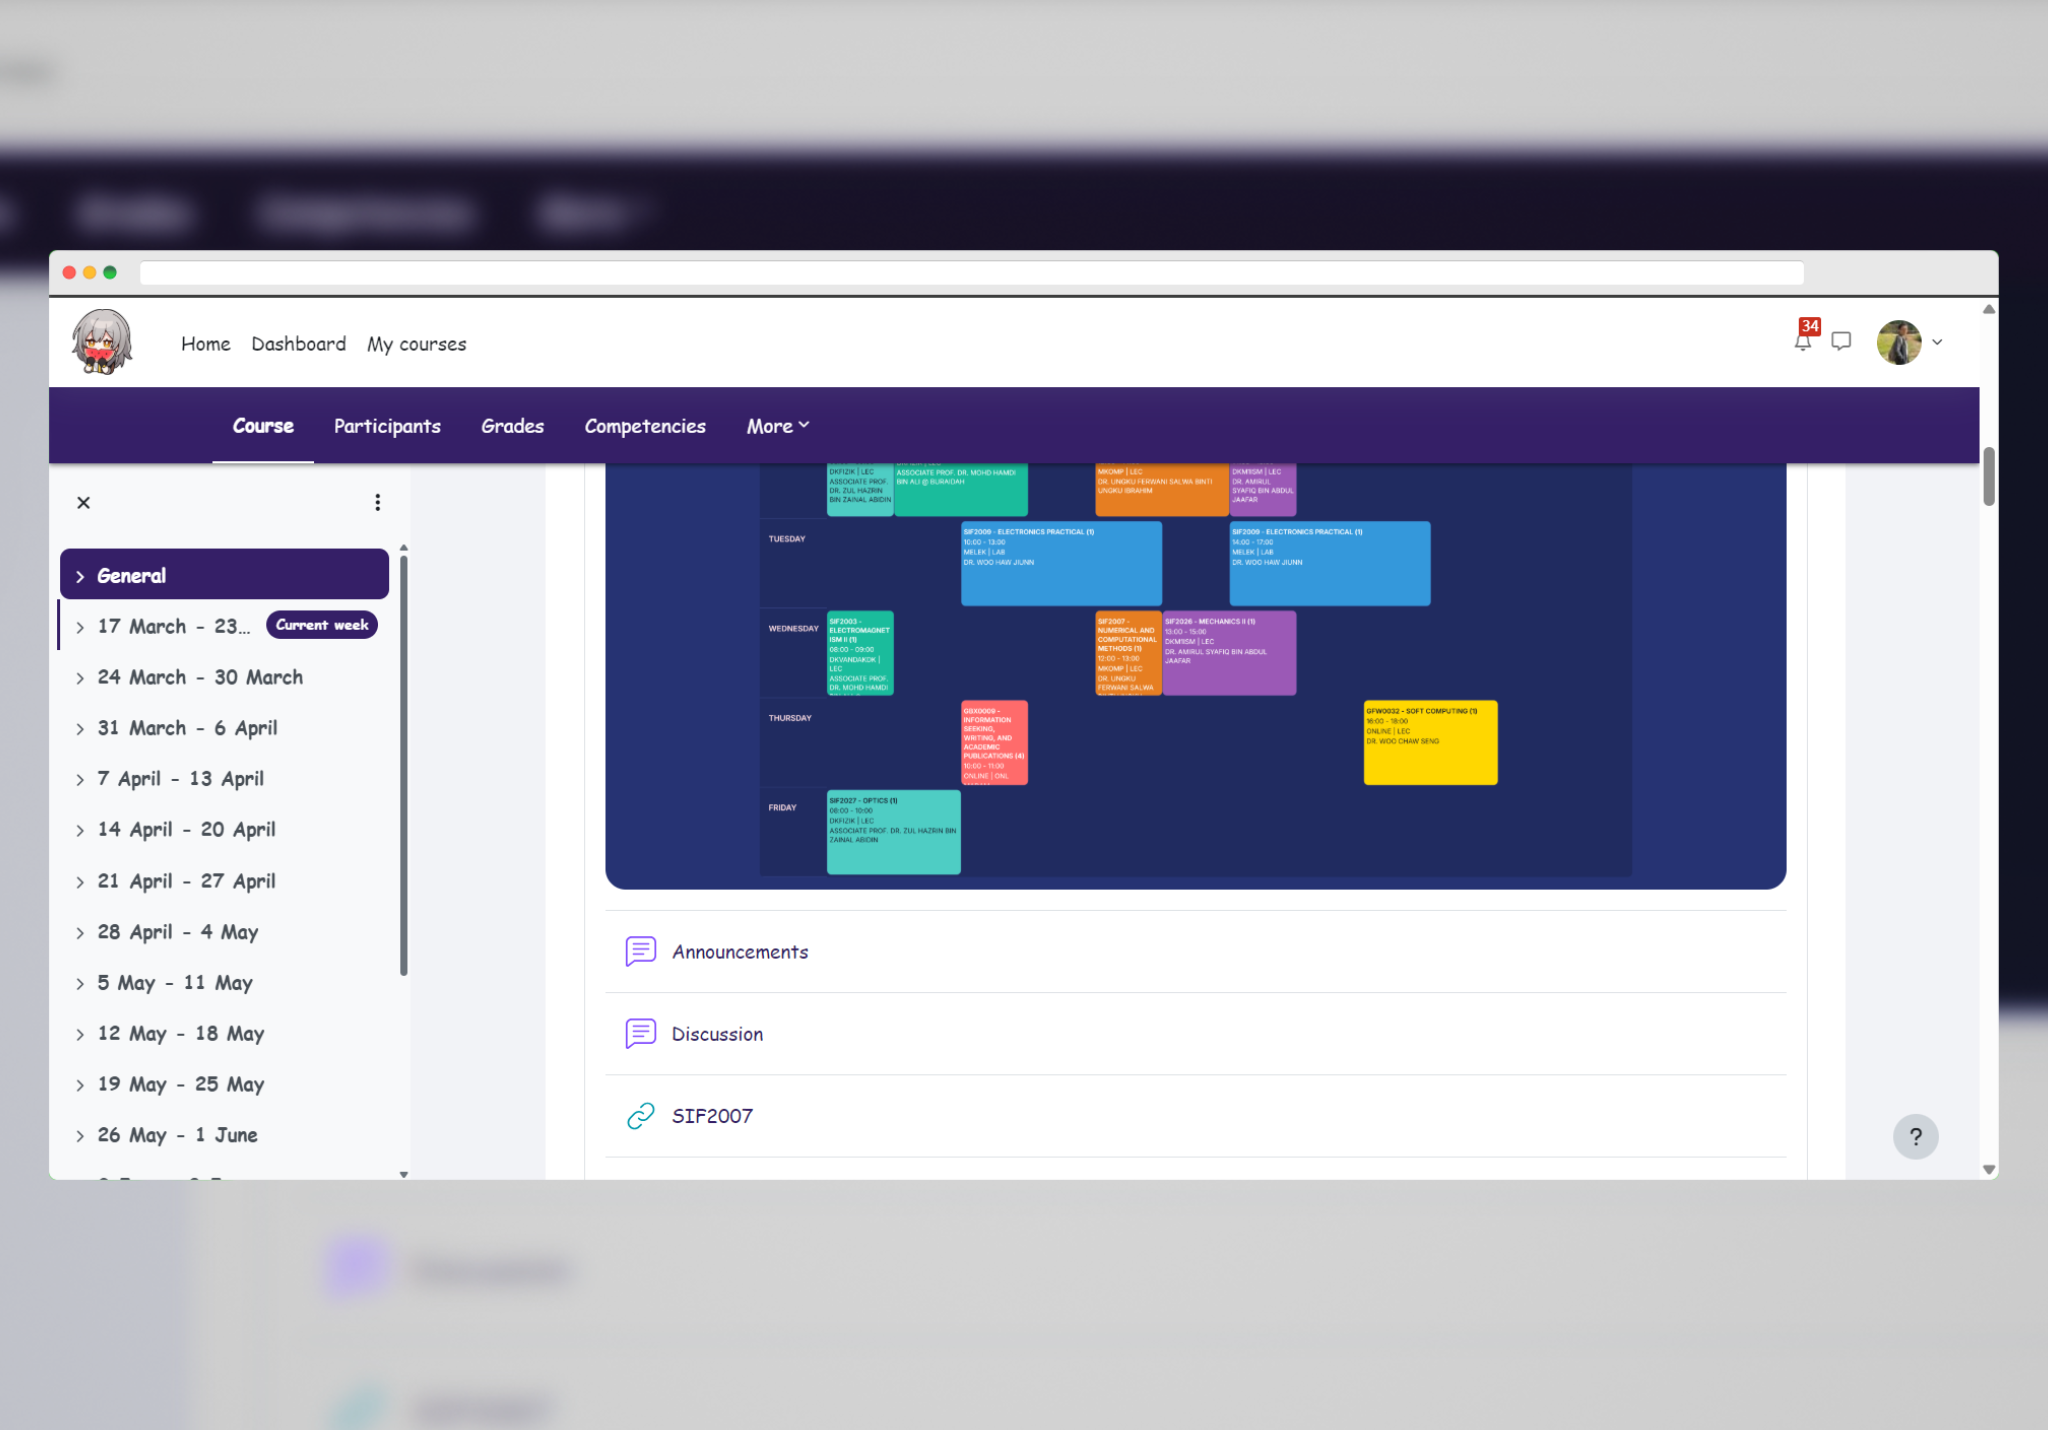 34
Home Dashboard My courses
Course Participants Grades Competencies More
General
17 March - 23... Current week
24 March - 30 March
31 March - 6 April
7 April - 13 April
14 April - 20 April
21 April - 27 April
28 April - 4 May
5 May - 11 May
12 May - 18 May
19 May - 25 May
26 May - 1 June
DKFIZIK | LEC
ASSOCIATE PROF.
DR. ZUL HAZRIN
BIN ZAINAL ABIDIN
ASSOCIATE PROF. DR. MOHD HAMDI
BIN ALI @ BURAIDAH
MKOMP | LEC
DR. UNGKU FERWANI SALWA BINTI
UNGKU IBRAHIM
DKM1ISM | LEC
DR. AMIRUL
SYAFIQ BIN ABDUL
JAAFAR
TUESDAY
SIF2009 - ELECTRONICS PRACTICAL (1)
10:00 - 13:00
MELEK | LAB
DR. WOO HAW JIUNN
SIF2009 - ELECTRONICS PRACTICAL (1)
14:00 - 17:00
MELEK | LAB
DR. WOO HAW JIUNN
WEDNESDAY
SIF2003 -
ELECTROMAGNET
ISM II (1)
08:00 - 09:00
DKVANDAKDK |
LEC
ASSOCIATE PROF.
DR. MOHD HAMDI
SIF2007 -
NUMERICAL AND
COMPUTATIONAL
METHODS (1)
12:00 - 13:00
MKOMP | LEC
DR. UNGKU
FERWANI SALWA
SIF2026 - MECHANICS II (1)
13:00 - 15:00
DKM1ISM | LEC
DR. AMIRUL SYAFIQ BIN ABDUL
JAAFAR
THURSDAY
GSX0009 -
INFORMATION
SEEKING,
WRITING, AND
ACADEMIC
PUBLICATIONS (4)
10:00 - 11:00
ONLINE | ONL
GFW0032 - SOFT COMPUTING (1)
16:00 - 18:00
ONLINE | LEC
DR. WOO CHAW SENG
FRIDAY
SIF2027 - OPTICS (1)
08:00 - 10:00
DKFIZIK | LEC
ASSOCIATE PROF. DR. ZUL HAZRIN BIN
ZAINAL ABIDIN
Announcements
Discussion
SIF2007
?